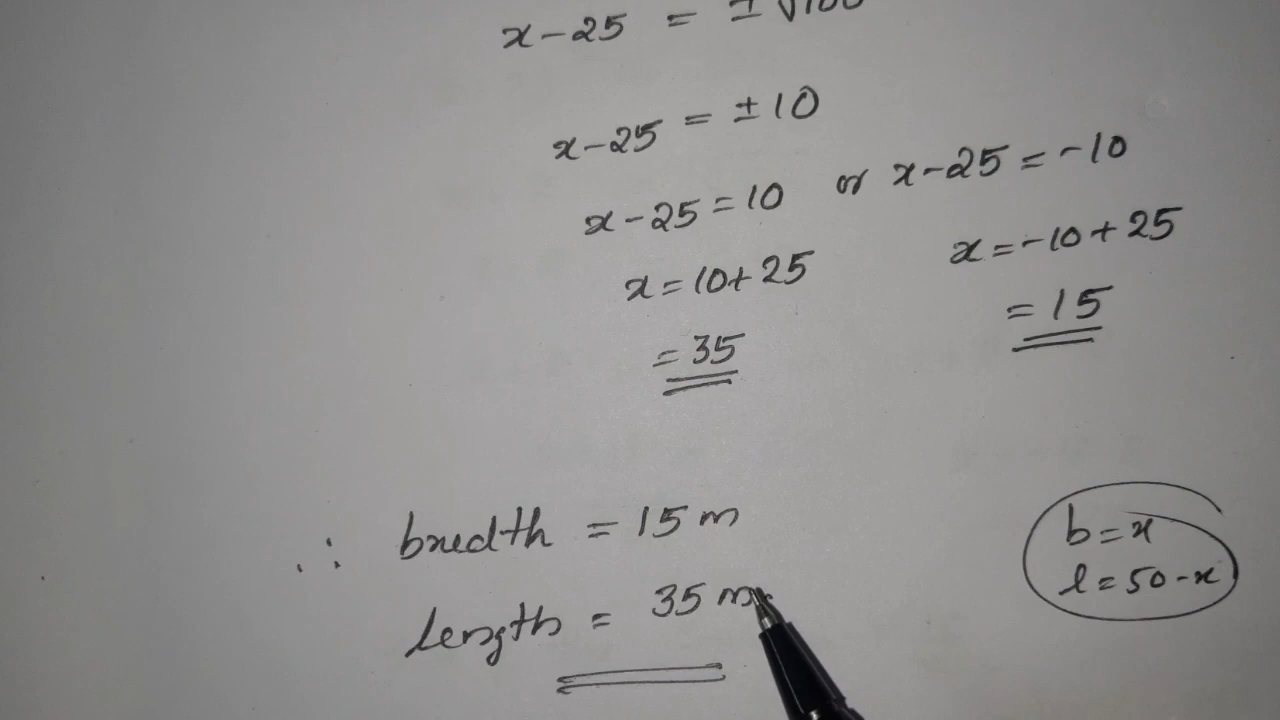 x-25 = ±√100
x-25 = ±10
x-25 = 10 or x-25 = -10
x = 10+25 x = -10+25
= 35 = 15
∴ bredth = 15 m
length = 35 m
b = x
l = 50-x